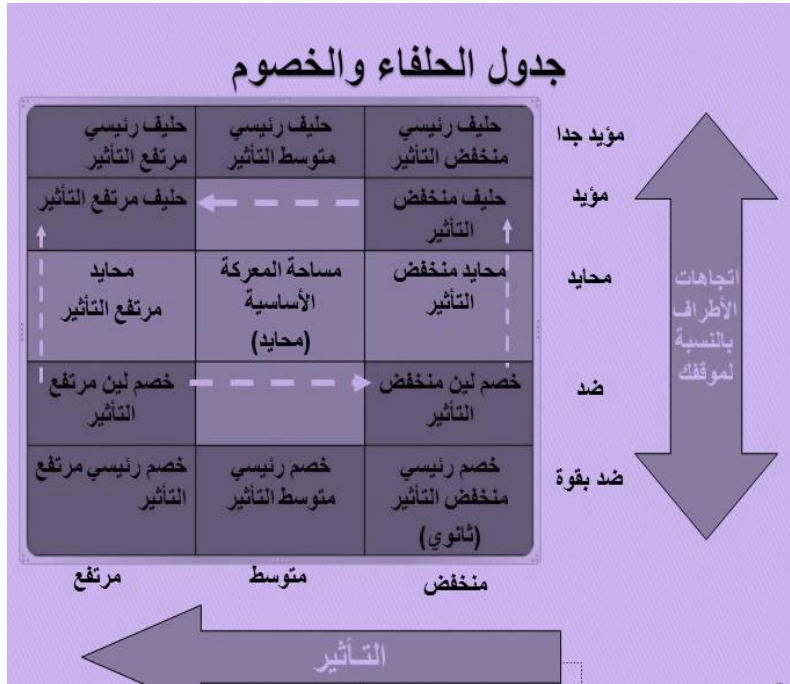 جدول الحلفاء والخصوم
مؤيد جدا
حليف رئيسي
منخفض التأثير
حليف رئيسي
متوسط التأثير
حليف رئيسي
مرتفع التأثير
مؤيد
حليف منخفض
التأثير
حليف مرتفع التأثير
محايد
محايد منخفض
التأثير
مساحة المعركة
الأساسية
(محايد)
محايد
مرتفع التأثير
ضد
خصم لين منخفض
التأثير
خصم لين مرتفع
التأثير
ضد بقوة
خصم رئيسي
منخفض التأثير
(ثانوي)
خصم رئيسي
متوسط التأثير
خصم رئيسي مرتفع
التأثير
اتجاهات
الأطراف
بالنسبة
لموقفك
منخفض
متوسط
مرتفع
التـأثير